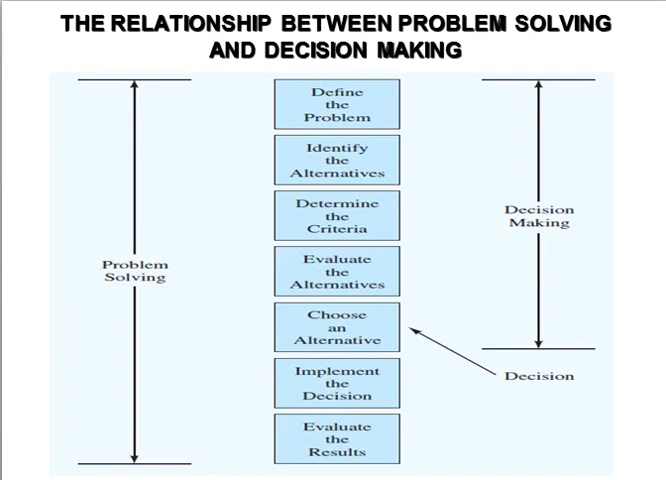 THE RELATIONSHIP BETWEEN PROBLEM SOLVING
AND DECISION MAKING
Define
the
Problem
Identify
the
Alternatives
Determine
the
Criteria
Evaluate
the
Alternatives
Choose
an
Alternative
Implement
the
Decision
Evaluate
the
Results
Problem
Solving
Decision
Making
Decision